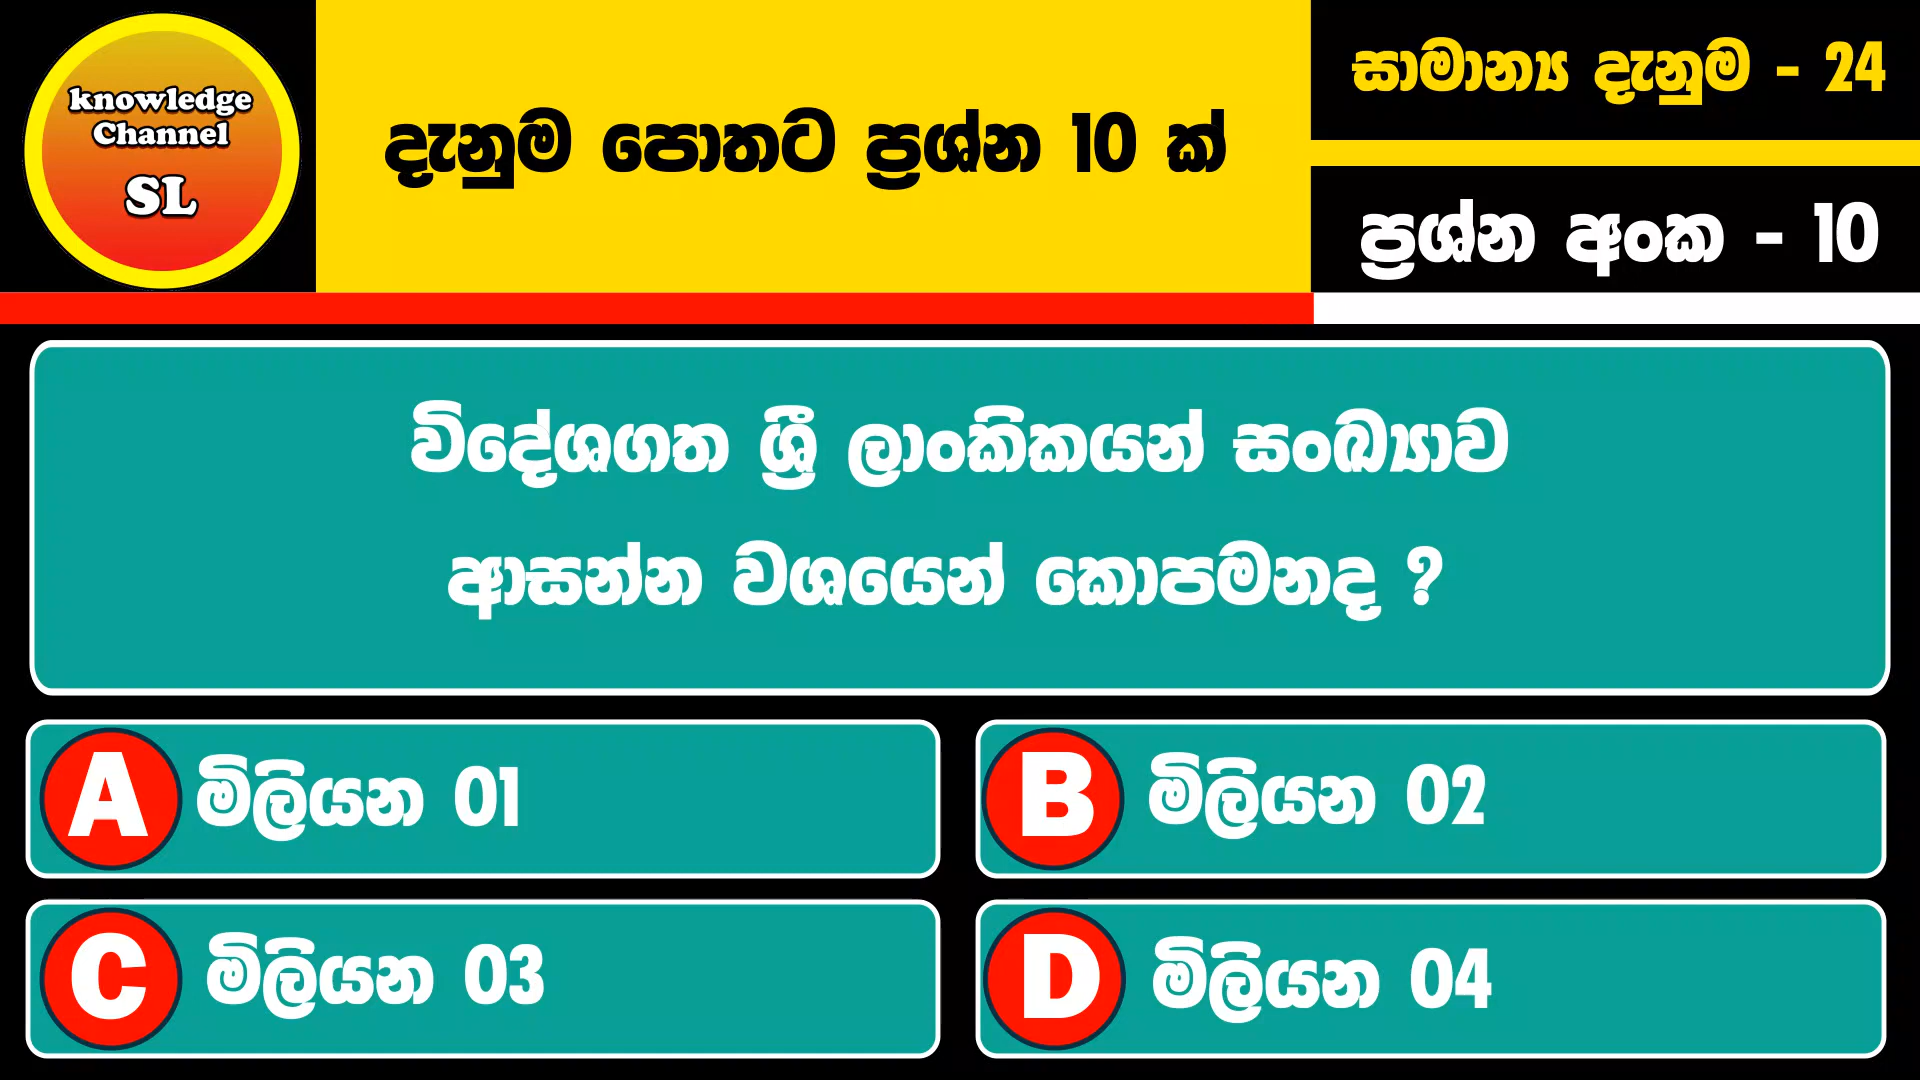 knowledge
Channel
SL
දැනුම පොතට ප්‍රශ්න 10 ක්
සාමාන්‍ය දැනුම - 24
ප්‍රශ්න අංක - 10
විදේශගත ශ්‍රී ලාංකිකයන් සංඛ්‍යාව
ආසන්න වශයෙන් කොපමනද ?
A මිලියන 01
B මිලියන 02
C මිලියන 03
D මිලියන 04